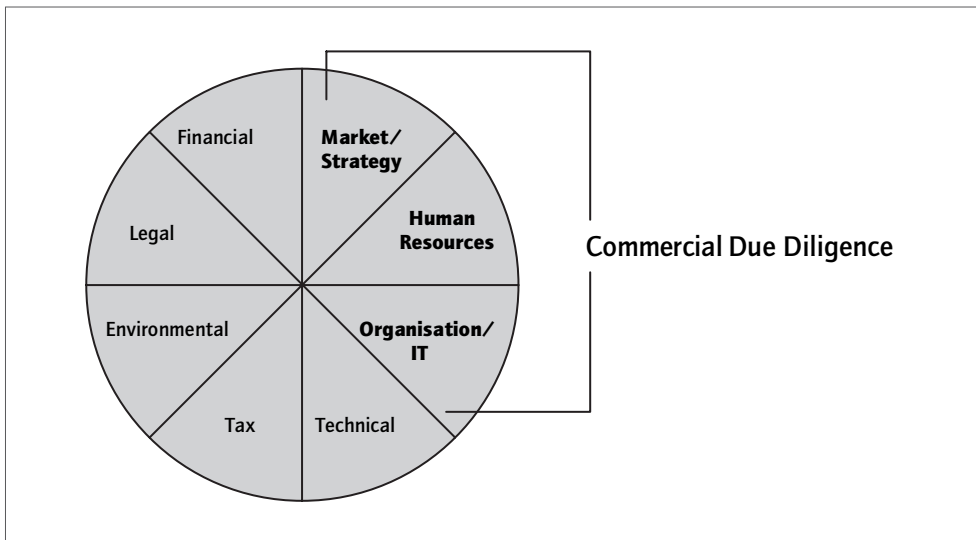 Financial
Market/
Strategy
Legal
Human
Resources
Commercial Due Diligence
Environmental
Organisation/
IT
Tax
Technical